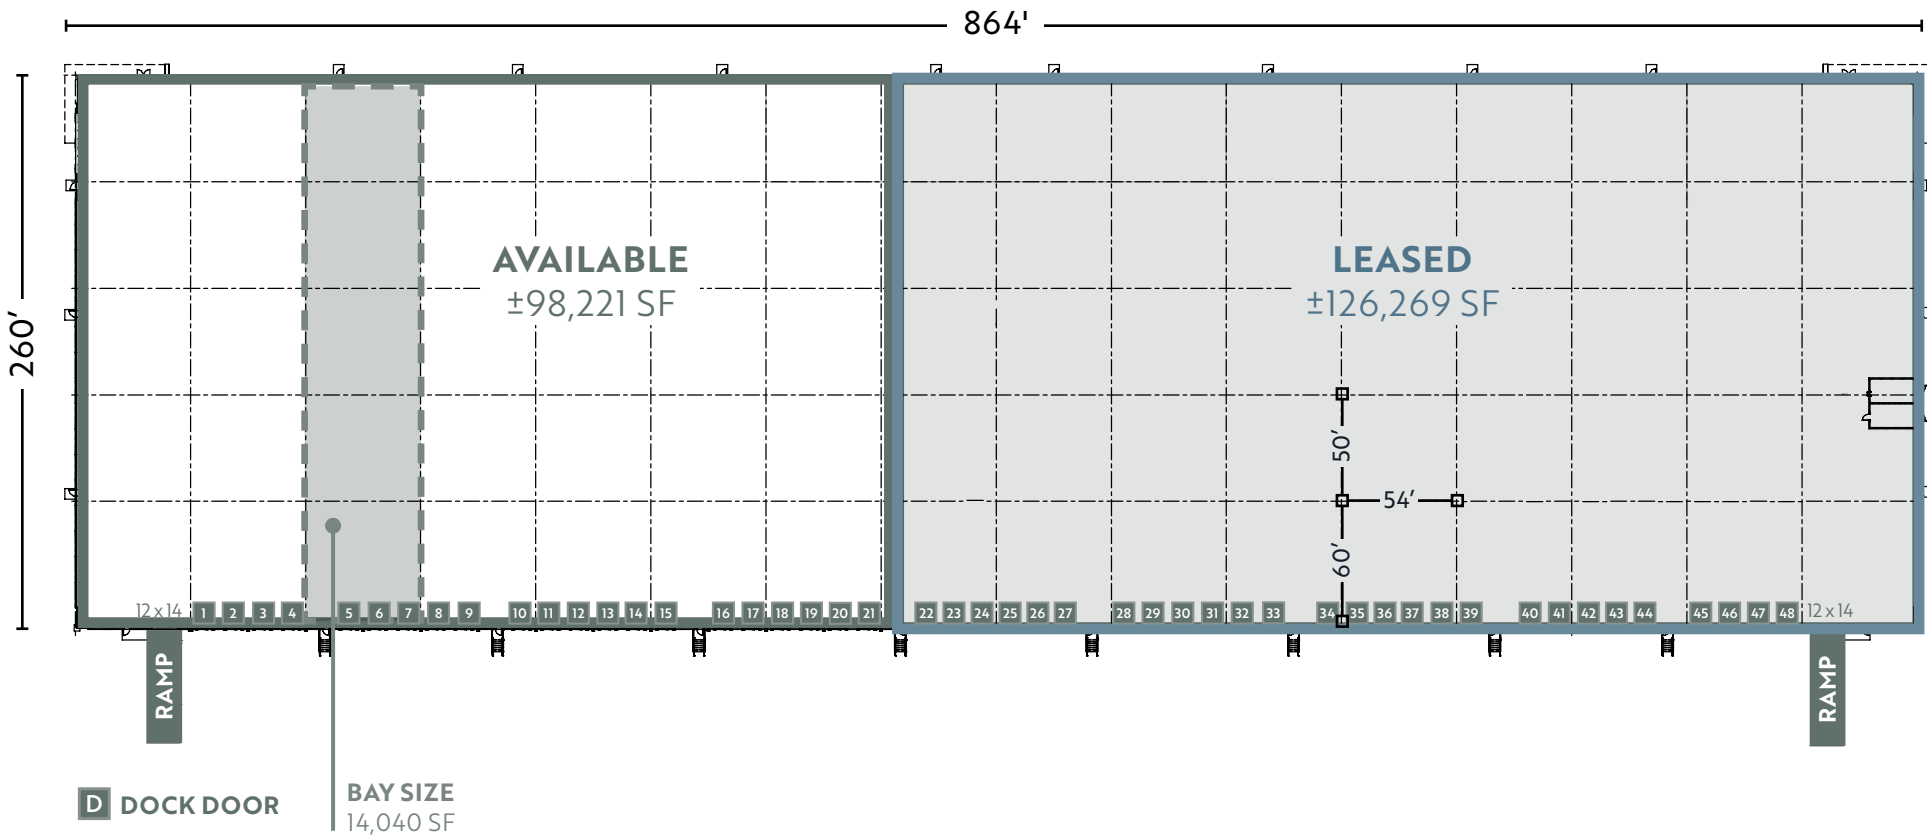 864'
260'
AVAILABLE
±98,221 SF
LEASED
±126,269 SF
50'
54'
60'
12 x 14 1 2 3 4 5 6 7 8 9 10 11 12 13 14 15 16 17 18 19 20 21 22 23 24 25 26 27 28 29 30 31 32 33 34 35 36 37 38 39 40 41 42 43 44 45 46 47 48 12 x 14
RAMP
RAMP
D DOCK DOOR
BAY SIZE
14,040 SF